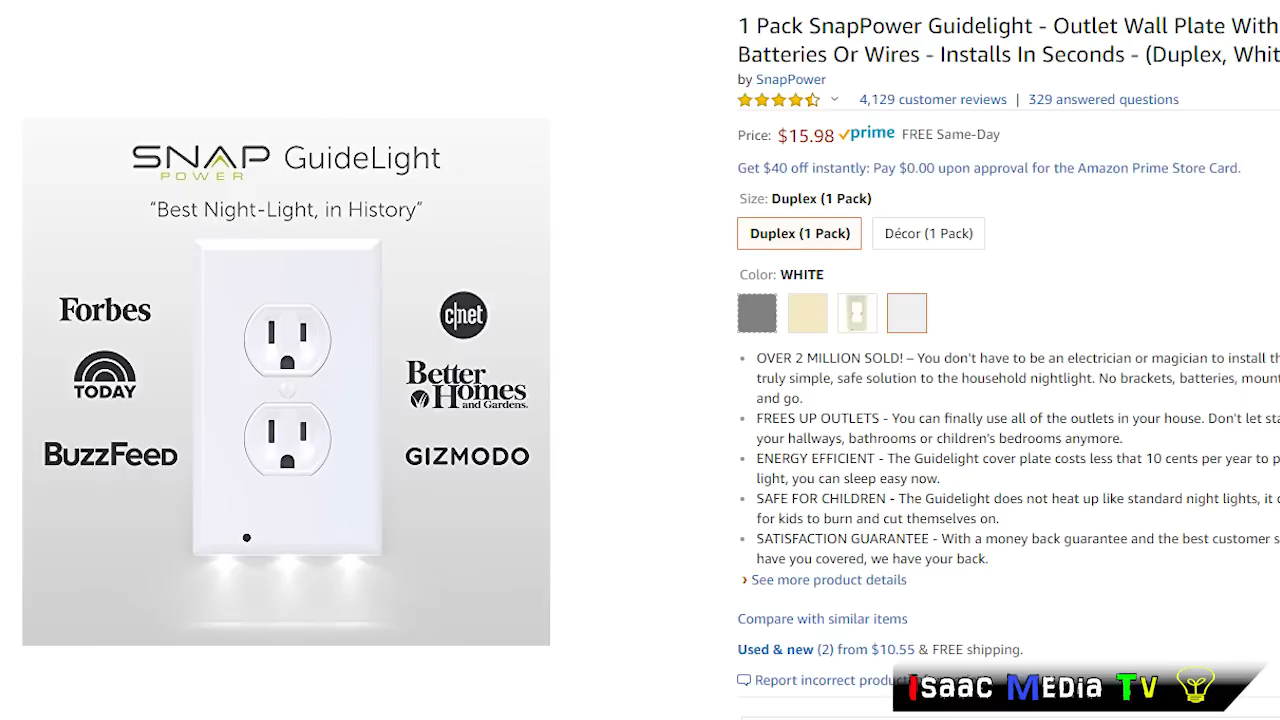 SNAP POWER GuideLight
“Best Night-Light, in History”
Forbes
TODAY
BuzzFeed
c|net
Better Homes and Gardens.
GIZMODO
1 Pack SnapPower Guidelight - Outlet Wall Plate With
Batteries Or Wires - Installs In Seconds - (Duplex, Whit
by SnapPower
4,129 customer reviews | 329 answered questions
Price: $15.98 prime FREE Same-Day
Get $40 off instantly: Pay $0.00 upon approval for the Amazon Prime Store Card.
Size: Duplex (1 Pack)
Duplex (1 Pack) Décor (1 Pack)
Color: WHITE
OVER 2 MILLION SOLD! – You don't have to be an electrician or magician to install th
truly simple, safe solution to the household nightlight. No brackets, batteries, mount
and go.
FREES UP OUTLETS - You can finally use all of the outlets in your house. Don't let sta
your hallways, bathrooms or children's bedrooms anymore.
ENERGY EFFICIENT - The Guidelight cover plate costs less that 10 cents per year to p
light, you can sleep easy now.
SAFE FOR CHILDREN - The Guidelight does not heat up like standard night lights, it
for kids to burn and cut themselves on.
SATISFACTION GUARANTEE - With a money back guarantee and the best customer s
have you covered, we have your back.
› See more product details
Compare with similar items
Used & new (2) from $10.55 & FREE shipping.
Report incorrect product
Isaac Media Tv